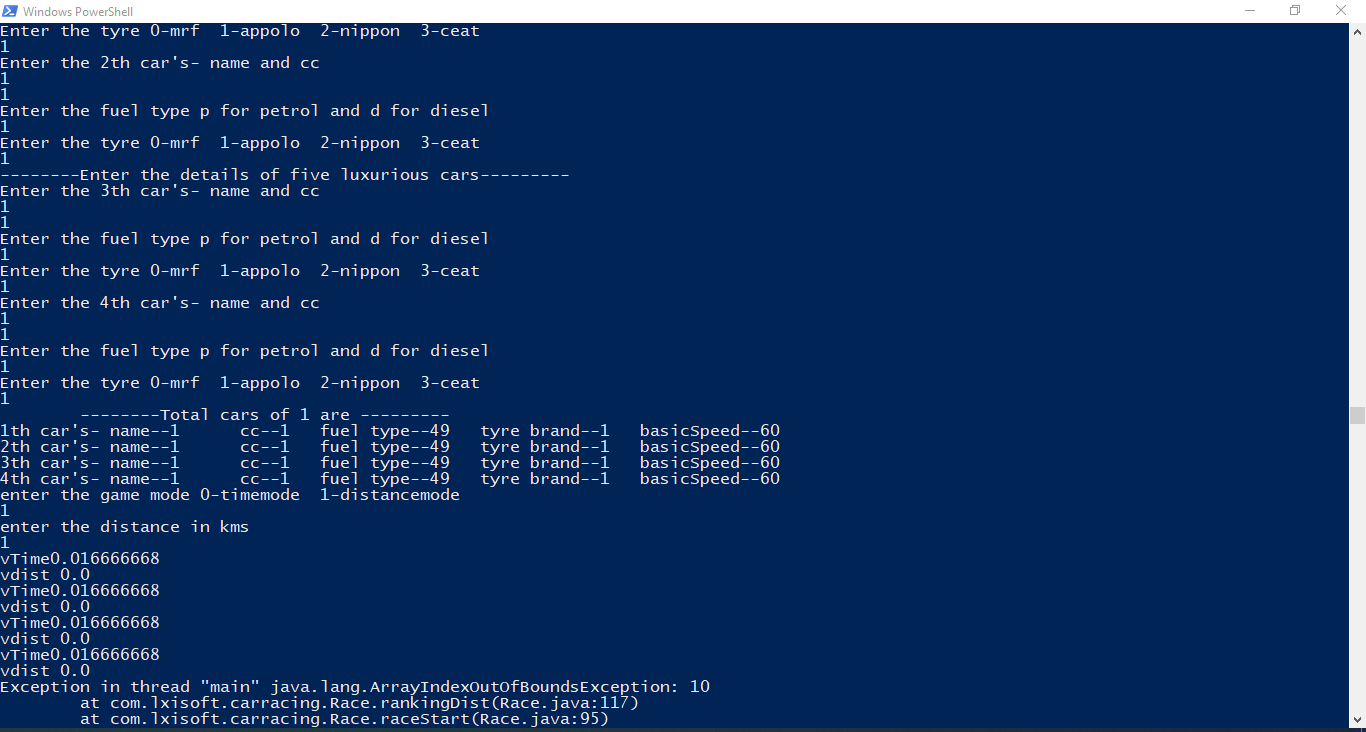 Windows PowerShell
Enter the tyre 0-mrf  1-appolo  2-nippon  3-ceat
1
Enter the 2th car's- name and cc
1
1
Enter the fuel type p for petrol and d for diesel
1
Enter the tyre 0-mrf  1-appolo  2-nippon  3-ceat
1
--------Enter the details of five luxurious cars---------
Enter the 3th car's- name and cc
1
1
Enter the fuel type p for petrol and d for diesel
1
Enter the tyre 0-mrf  1-appolo  2-nippon  3-ceat
1
Enter the 4th car's- name and cc
1
1
Enter the fuel type p for petrol and d for diesel
1
Enter the tyre 0-mrf  1-appolo  2-nippon  3-ceat
1
        --------Total cars of 1 are ---------
1th car's- name--1      cc--1   fuel type--49   tyre brand--1   basicSpeed--60
2th car's- name--1      cc--1   fuel type--49   tyre brand--1   basicSpeed--60
3th car's- name--1      cc--1   fuel type--49   tyre brand--1   basicSpeed--60
4th car's- name--1      cc--1   fuel type--49   tyre brand--1   basicSpeed--60
enter the game mode 0-timemode  1-distancemode
1
enter the distance in kms
1
vTime0.016666668
vdist 0.0
vTime0.016666668
vdist 0.0
vTime0.016666668
vdist 0.0
vTime0.016666668
vdist 0.0
Exception in thread "main" java.lang.ArrayIndexOutOfBoundsException: 10
        at com.lxisoft.carracing.Race.rankingDist(Race.java:117)
        at com.lxisoft.carracing.Race.raceStart(Race.java:95)